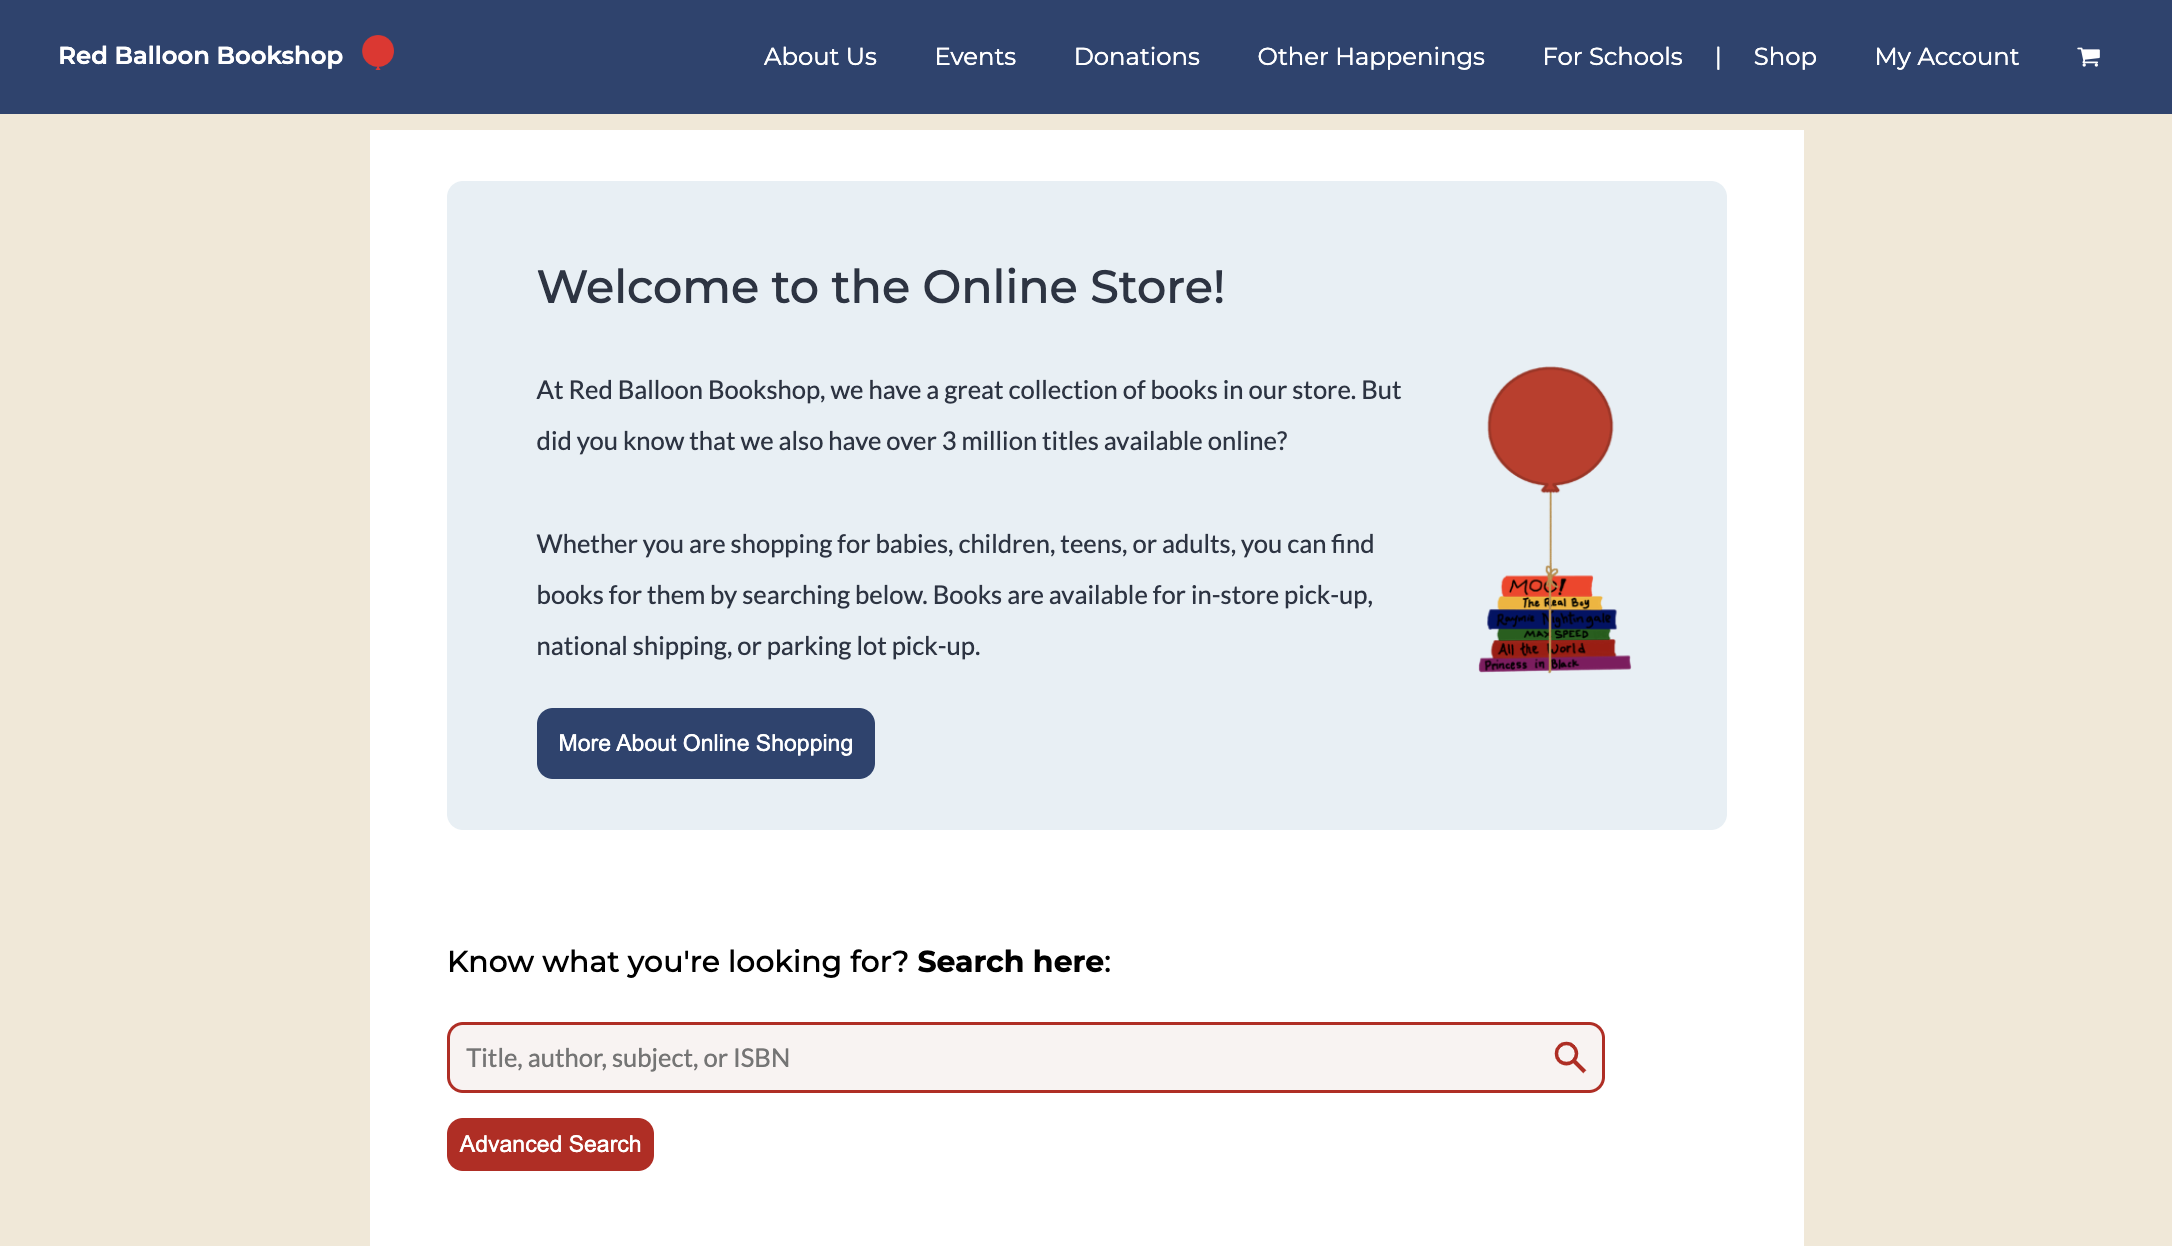 Red Balloon Bookshop
About Us Events Donations Other Happenings For Schools | Shop My Account
Welcome to the Online Store!
At Red Balloon Bookshop, we have a great collection of books in our store. But
did you know that we also have over 3 million titles available online?
Whether you are shopping for babies, children, teens, or adults, you can find
books for them by searching below. Books are available for in-store pick-up,
national shipping, or parking lot pick-up.
MOO!
The Real Boy
Raymie Nightingale
MAX SPEED
All the World
Princess in Black
More About Online Shopping
Know what you're looking for? Search here:
Title, author, subject, or ISBN
Advanced Search